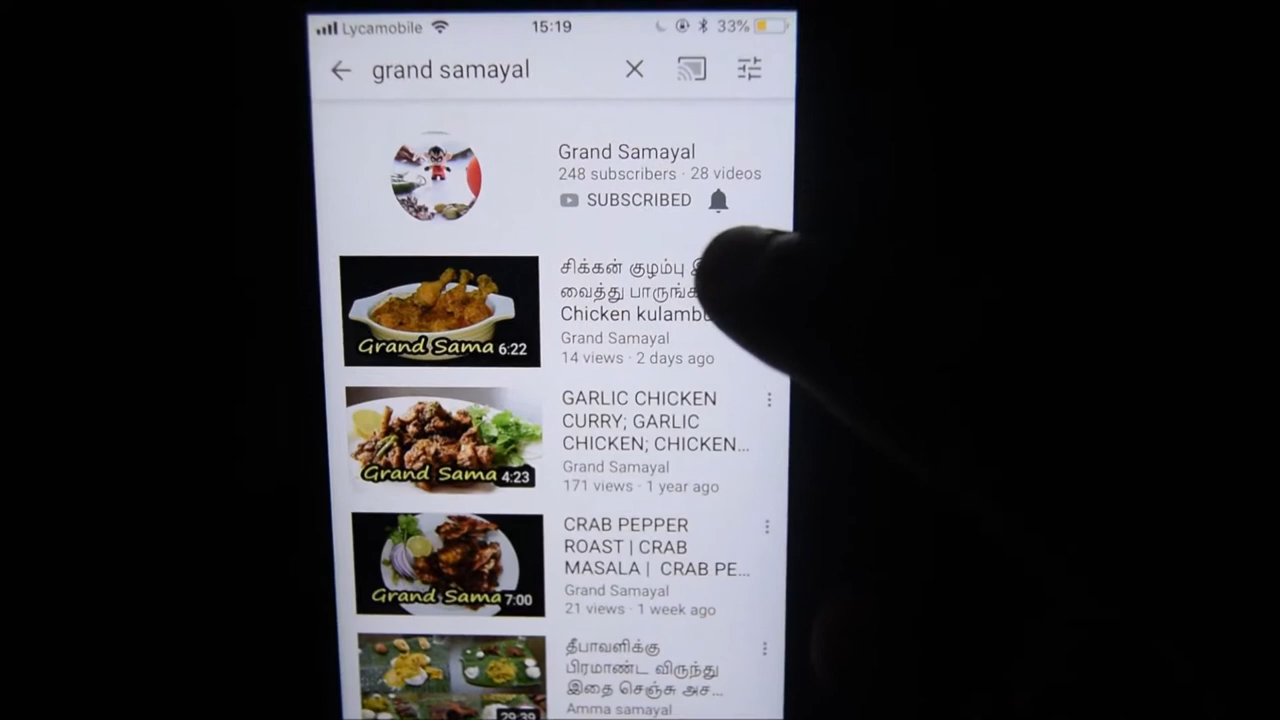 Lycamobile 15:19 33%
grand samayal
Grand Samayal
248 subscribers · 28 videos
SUBSCRIBED
சிக்கன் குழம்பு
வைத்து
Chicken kulambu
Grand Samayal
14 views · 2 days ago
Grand Sama 6:22
GARLIC CHICKEN
CURRY; GARLIC
CHICKEN; CHICKEN...
Grand Samayal
171 views · 1 year ago
Grand Sama 4:23
CRAB PEPPER
ROAST | CRAB
MASALA | CRAB PE...
Grand Samayal
21 views · 1 week ago
Grand Sama 7:00
தீபாவளிக்கு
பிரமாண்ட விருந்து
இதை செஞ்சு அச...
Amma samayal
29:39